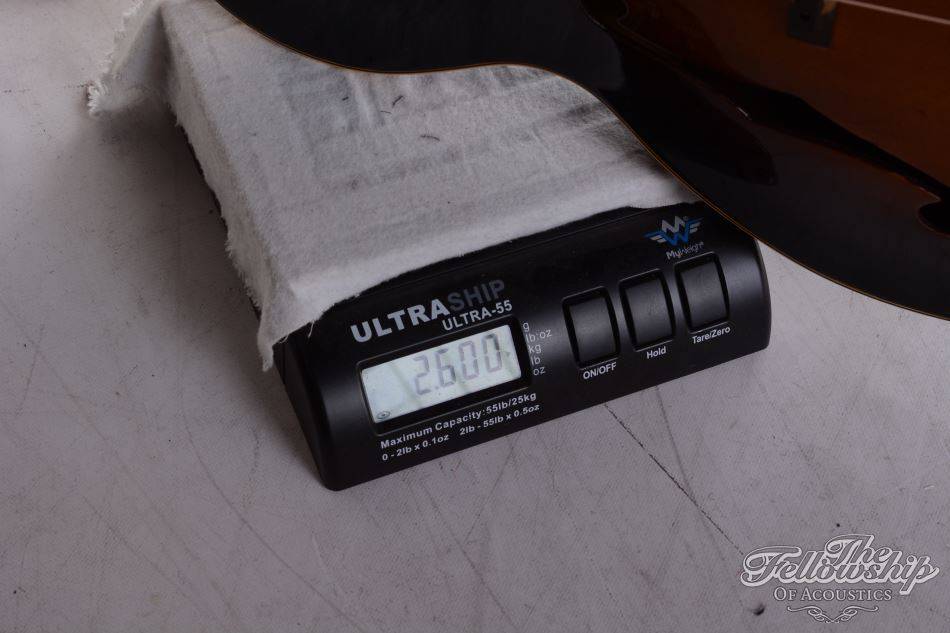 MW
MyWeigh®
ULTRASHIP
ULTRA-55
g
lb:oz
kg
lb
oz
2.600
ON/OFF
Hold
Tare/Zero
Maximum Capacity:55lb/25kg
0 - 2lb x 0.1oz 2lb - 55lb x 0.5oz
The
Fellowship
OF ACOUSTICS